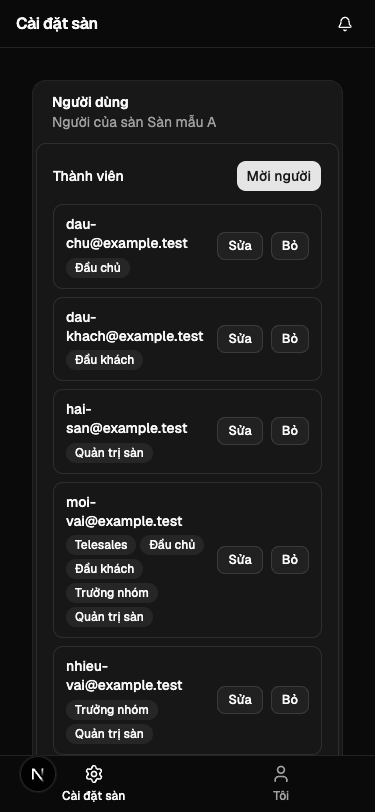 Cài đặt sàn
Người dùng
Người của sàn Sàn mẫu A
Thành viên
Mời người
dau-
chu@example.test
Đầu chủ
Sửa
Bỏ
dau-
khach@example.test
Đầu khách
Sửa
Bỏ
hai-
san@example.test
Quản trị sàn
Sửa
Bỏ
moi-
vai@example.test
Telesales
Đầu chủ
Đầu khách
Trưởng nhóm
Quản trị sàn
Sửa
Bỏ
nhieu-
vai@example.test
Trưởng nhóm
Quản trị sàn
Sửa
Bỏ
N
Cài đặt sàn
Tôi